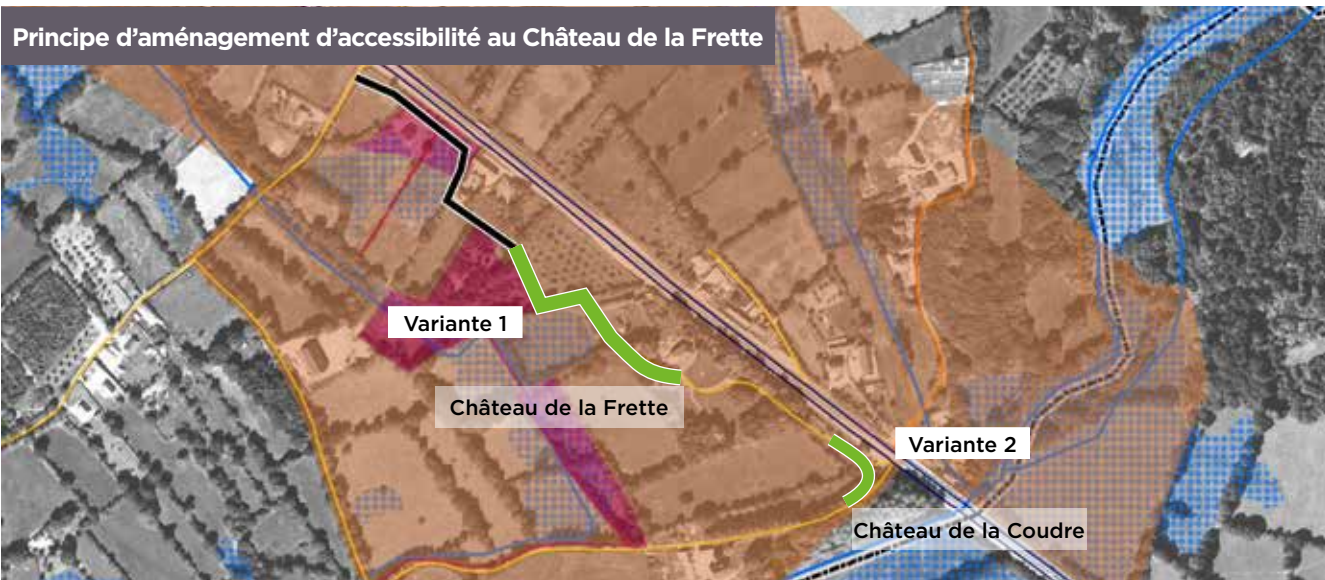 Principe d’aménagement d’accessibilité au Château de la Frette
Variante 1
Château de la Frette
Variante 2
Château de la Coudre